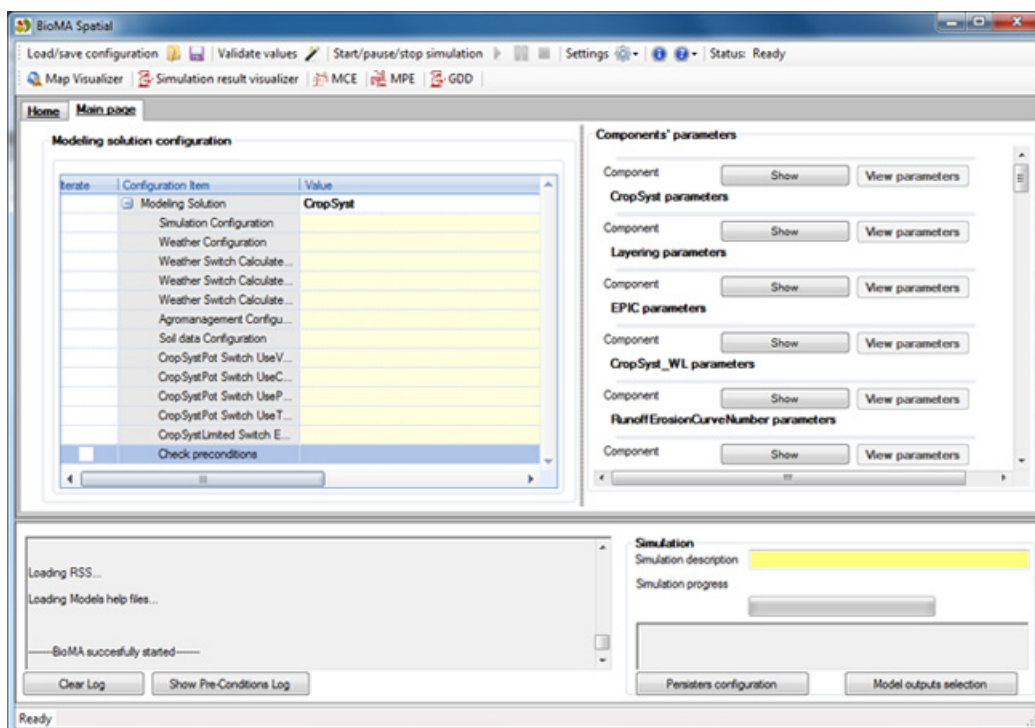 BioMA Spatial
Load/save configuration Validate values Start/pause/stop simulation Settings Status: Ready
Map Visualizer Simulation result visualizer MCE MPE GDD
Home Main page
Modeling solution configuration
Iterate Configuration Item Value
Modeling Solution CropSyst
Simulation Configuration
Weather Configuration
Weather Switch Calculate...
Weather Switch Calculate...
Weather Switch Calculate...
Agromanagement Configu...
Soil data Configuration
CropSystPot Switch UseV...
CropSystPot Switch UseC...
CropSystPot Switch UseP...
CropSystPot Switch UseT...
CropSystLimited Switch E...
Check preconditions
Components' parameters
Component Show View parameters
CropSyst parameters
Component Show View parameters
Layering parameters
Component Show View parameters
EPIC parameters
Component Show View parameters
CropSyst_WL parameters
Component Show View parameters
RunoffErosionCurveNumber parameters
Component Show View parameters
Loading RSS...
Loading Models help files...
------BioMA succesfully started------
Clear Log Show Pre-Conditions Log
Simulation
Simulation description
Simulation progress
Persisters configuration Model outputs selection
Ready